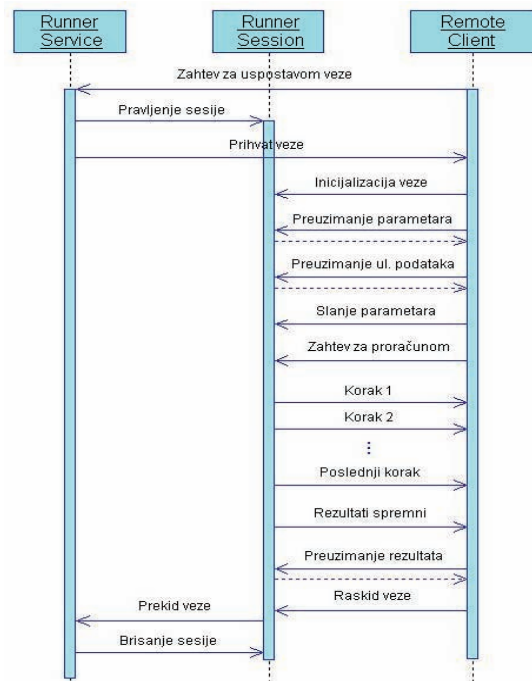 Runner
Service
Runner
Session
Remote
Client
Zahtev za uspostavom veze
Pravljenje sesije
Prihvat veze
Inicijalizacija veze
Preuzimanje parametara
Preuzimanje ul. podataka
Slanje parametara
Zahtev za proračunom
Korak 1
Korak 2
⋮
Poslednji korak
Rezultati spremni
Preuzimanje rezultata
Raskid veze
Prekid veze
Brisanje sesije